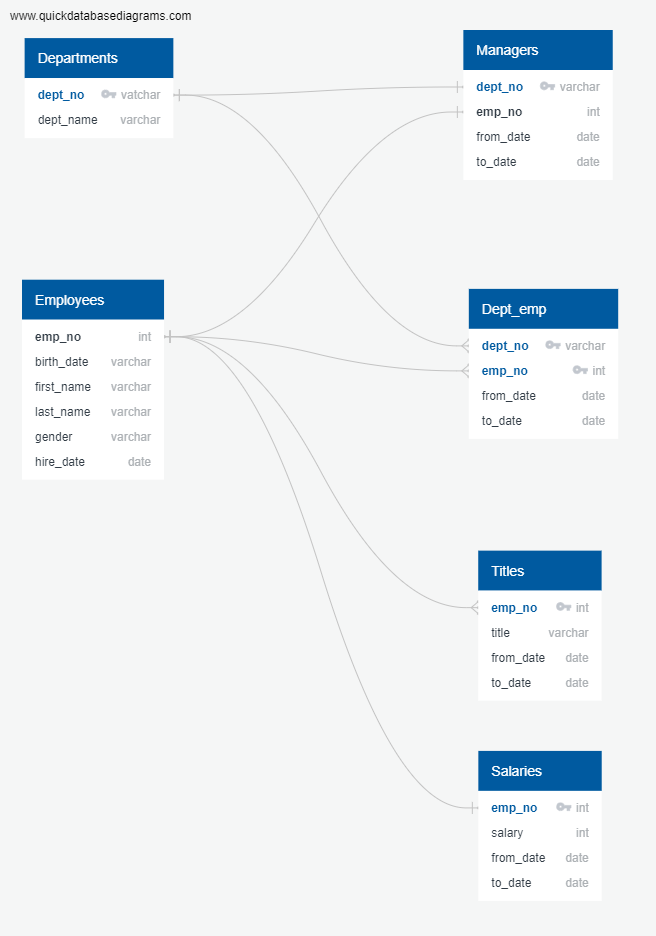 www.quickdatabasediagrams.com
Departments
dept_no vatchar
dept_name varchar
Managers
dept_no varchar
emp_no int
from_date date
to_date date
Employees
emp_no int
birth_date varchar
first_name varchar
last_name varchar
gender varchar
hire_date date
Dept_emp
dept_no varchar
emp_no int
from_date date
to_date date
Titles
emp_no int
title varchar
from_date date
to_date date
Salaries
emp_no int
salary int
from_date date
to_date date